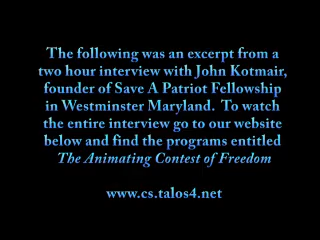 The following was an excerpt from a
two hour interview with John Kotmair,
founder of Save A Patriot Fellowship
in Westminster Maryland.  To watch
the entire interview go to our website
below and find the programs entitled
The Animating Contest of Freedom
www.cs.talos4.net